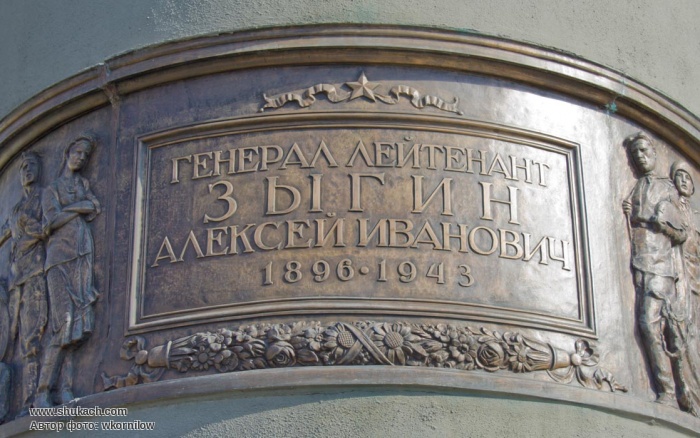 ГЕНЕРАЛ ЛЕЙТЕНАНТ
ЗЫГИН
АЛЕКСЕЙ ИВАНОВИЧ
1896·1943
www.shukach.com
Автор фото: wkornilow